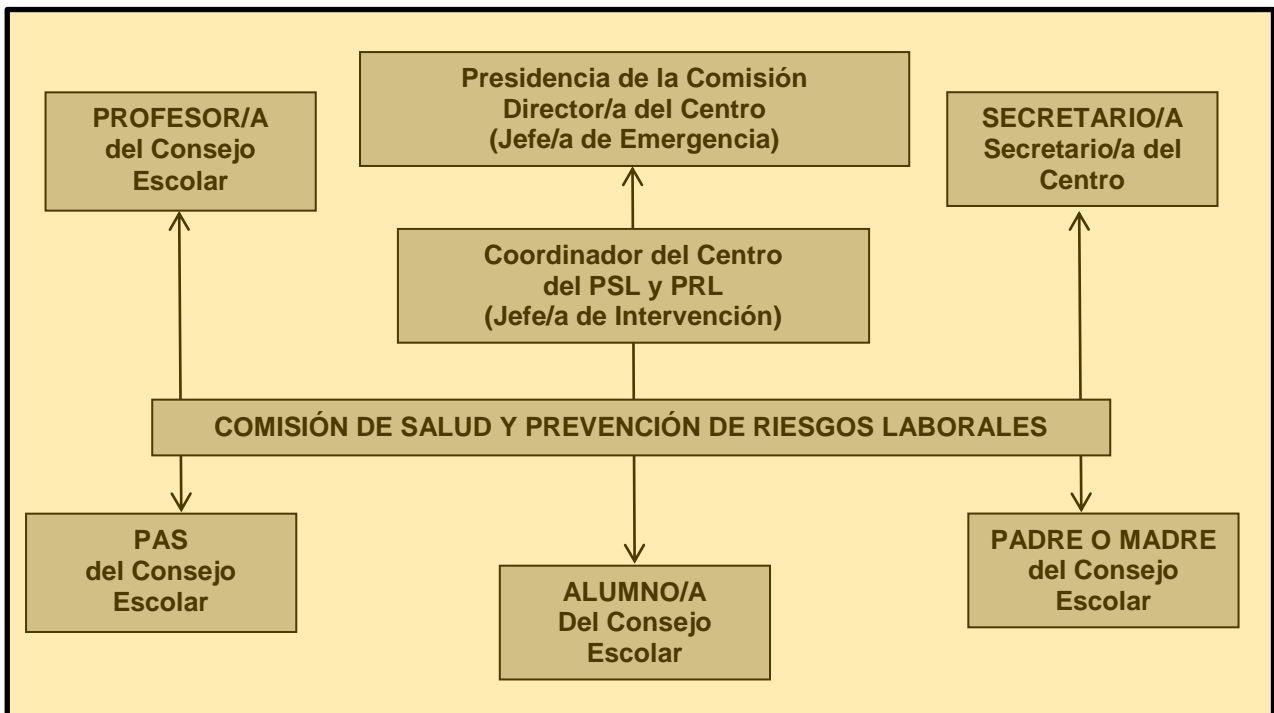 Presidencia de la Comisión
Director/a del Centro
(Jefe/a de Emergencia)
PROFESOR/A
del Consejo
Escolar
SECRETARIO/A
Secretario/a del
Centro
Coordinador del Centro
del PSL y PRL
(Jefe/a de Intervención)
COMISIÓN DE SALUD Y PREVENCIÓN DE RIESGOS LABORALES
PAS
del Consejo
Escolar
ALUMNO/A
Del Consejo
Escolar
PADRE O MADRE
del Consejo
Escolar